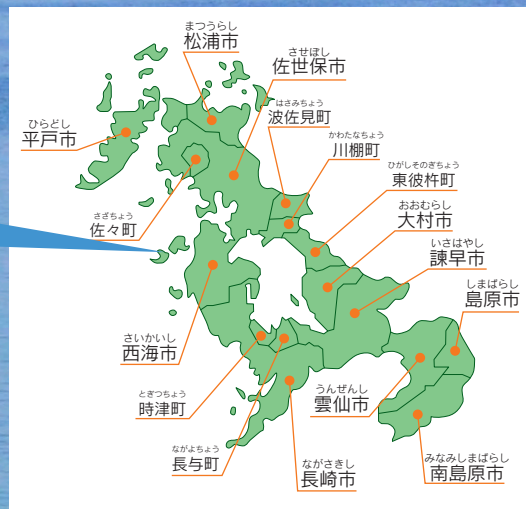 まつうらし
松浦市
させぼし
佐世保市
はさみちょう
波佐見町
かわたなちょう
川棚町
ひらどし
平戸市
ひがしそのぎちょう
東彼杵町
おおむらし
大村市
さざちょう
佐々町
いさはやし
諫早市
しまばらし
島原市
さいかいし
西海市
とぎつちょう
時津町
うんぜんし
雲仙市
ながよちょう
長与町
ながさきし
長崎市
みなみしまばらし
南島原市